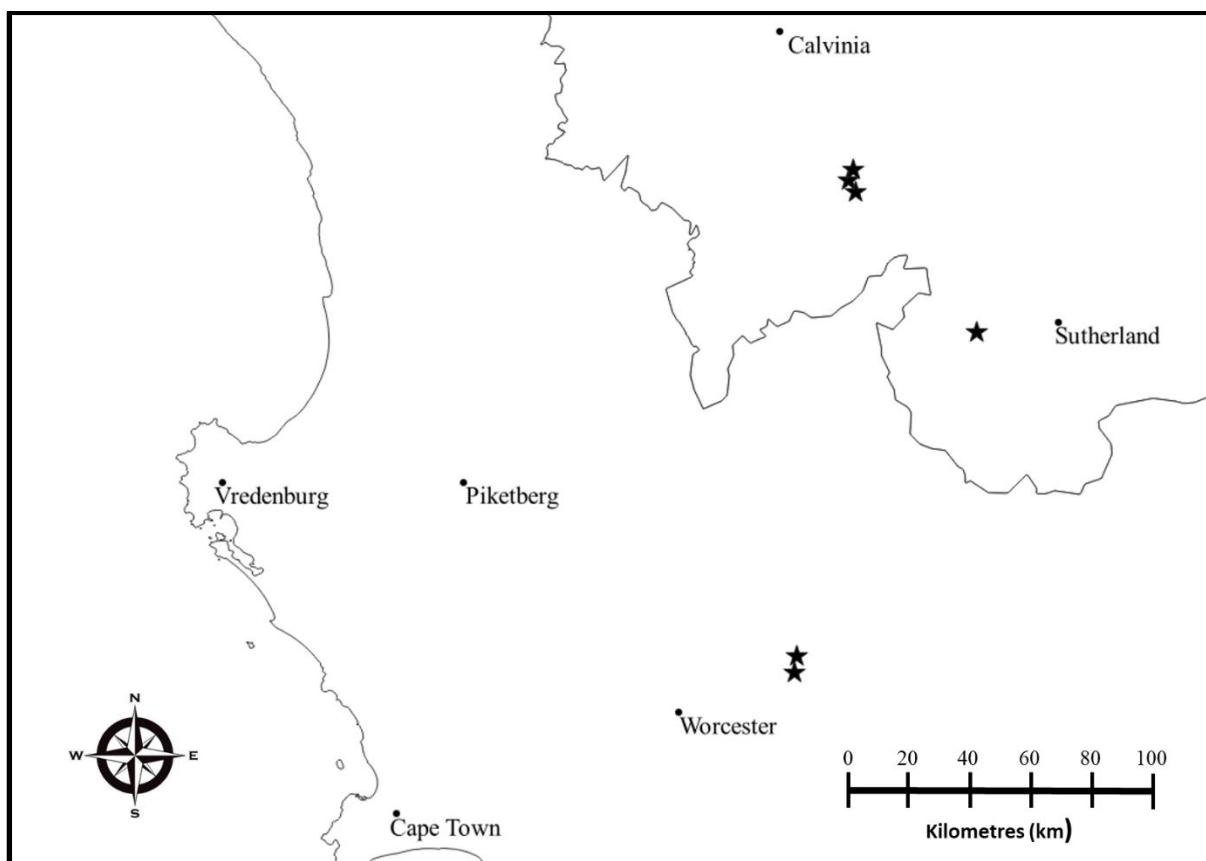 Calvinia
Sutherland
Vredenburg
Piketberg
Worcester
N
W E
S
0 20 40 60 80 100
Kilometres (km)
Cape Town